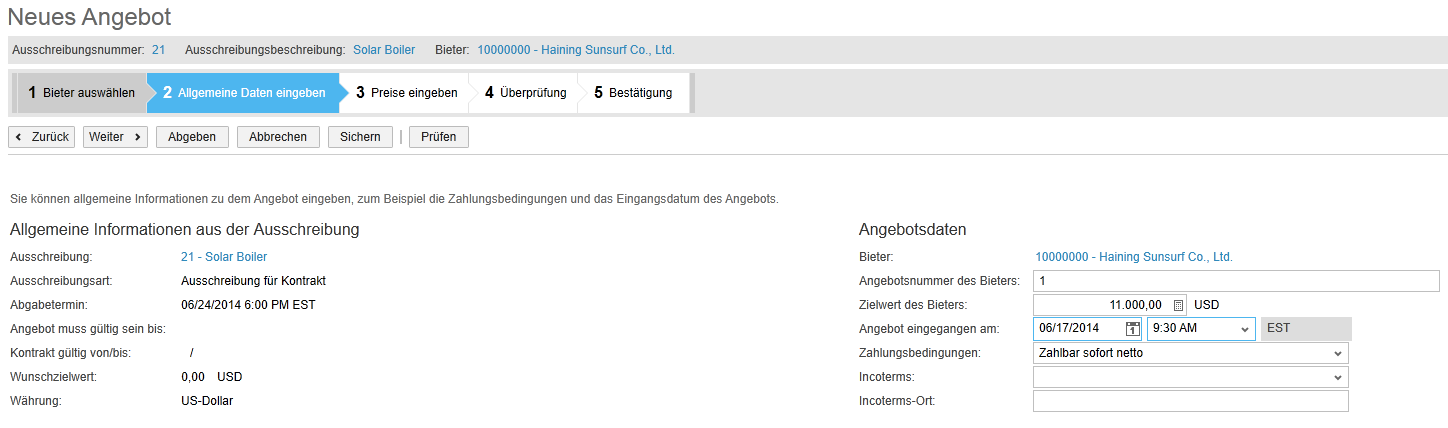 Neues Angebot
Ausschreibungsnummer: 21 Ausschreibungsbeschreibung: Solar Boiler Bieter: 10000000 - Haining Sunsurf Co., Ltd.
1 Bieter auswählen 2 Allgemeine Daten eingeben 3 Preise eingeben 4 Überprüfung 5 Bestätigung
Zurück Weiter Abgeben Abbrechen Sichern Prüfen
Sie können allgemeine Informationen zu dem Angebot eingeben, zum Beispiel die Zahlungsbedingungen und das Eingangsdatum des Angebots.
Allgemeine Informationen aus der Ausschreibung
Ausschreibung: 21 - Solar Boiler
Ausschreibungsart: Ausschreibung für Kontrakt
Abgabetermin: 06/24/2014 6:00 PM EST
Angebot muss gültig sein bis:
Kontrakt gültig von/bis: /
Wunschzielwert: 0,00 USD
Währung: US-Dollar
Angebotsdaten
Bieter: 10000000 - Haining Sunsurf Co., Ltd.
Angebotsnummer des Bieters: 1
Zielwert des Bieters: 11.000,00 USD
Angebot eingegangen am: 06/17/2014 9:30 AM EST
Zahlungsbedingungen: Zahlbar sofort netto
Incoterms:
Incoterms-Ort: